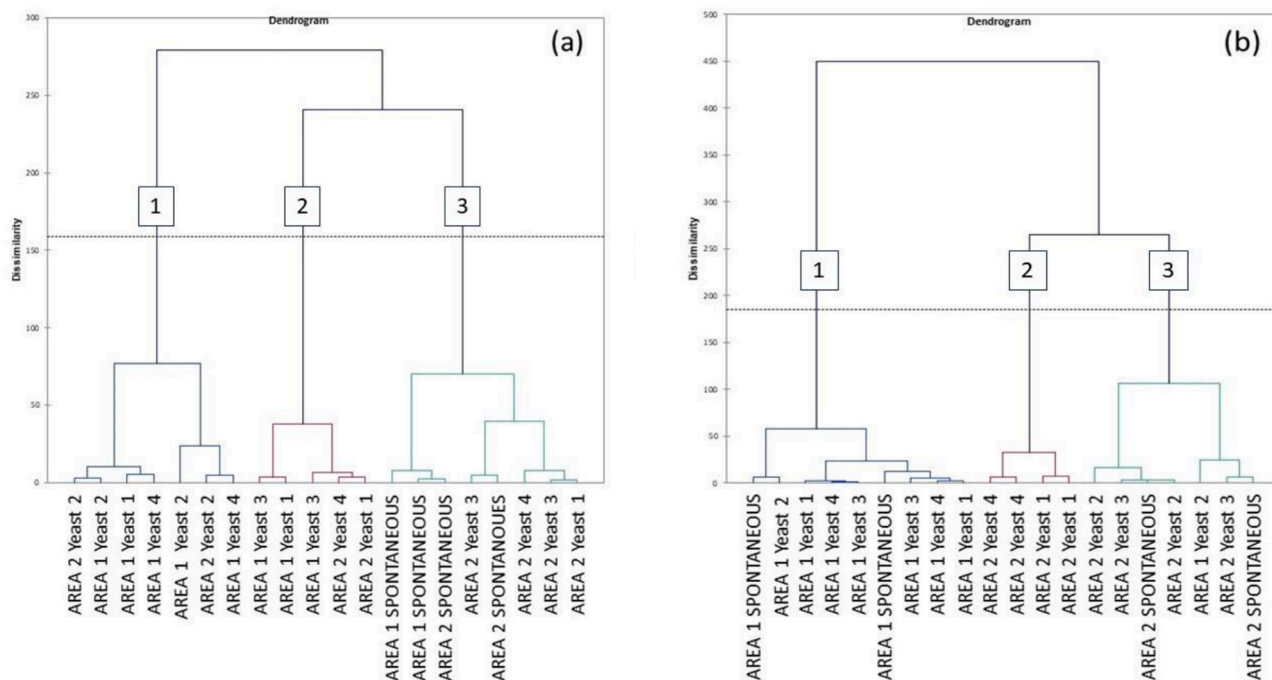 Dendrogram
(a)
300
250
200
150
100
50
0
Dissimilarity
1
2
3
AREA 2 Yeast 2
AREA 1 Yeast 2
AREA 1 Yeast 1
AREA 1 Yeast 4
AREA 1 Yeast 2
AREA 2 Yeast 2
AREA 1 Yeast 4
AREA 1 Yeast 3
AREA 1 Yeast 1
AREA 1 Yeast 3
AREA 2 Yeast 4
AREA 2 Yeast 1
AREA 1 SPONTANEOUS
AREA 1 SPONTANEOUS
AREA 2 SPONTANEOUS
AREA 2 Yeast 3
AREA 2 SPONTANOUES
AREA 2 Yeast 4
AREA 2 Yeast 3
AREA 2 Yeast 1
Dendrogram
(b)
500
450
400
350
300
250
200
150
100
50
0
Dissimilarity
1
2
3
AREA 1 SPONTANEOUS
AREA 1 Yeast 2
AREA 1 Yeast 1
AREA 1 Yeast 4
AREA 1 Yeast 3
AREA 1 SPONTANEOUS
AREA 1 Yeast 3
AREA 1 Yeast 4
AREA 1 Yeast 1
AREA 2 Yeast 4
AREA 2 Yeast 4
AREA 2 Yeast 1
AREA 2 Yeast 1
AREA 2 Yeast 2
AREA 2 Yeast 3
AREA 2 SPONTANEOUS
AREA 2 Yeast 2
AREA 1 Yeast 2
AREA 2 Yeast 3
AREA 2 SPONTANEOUS